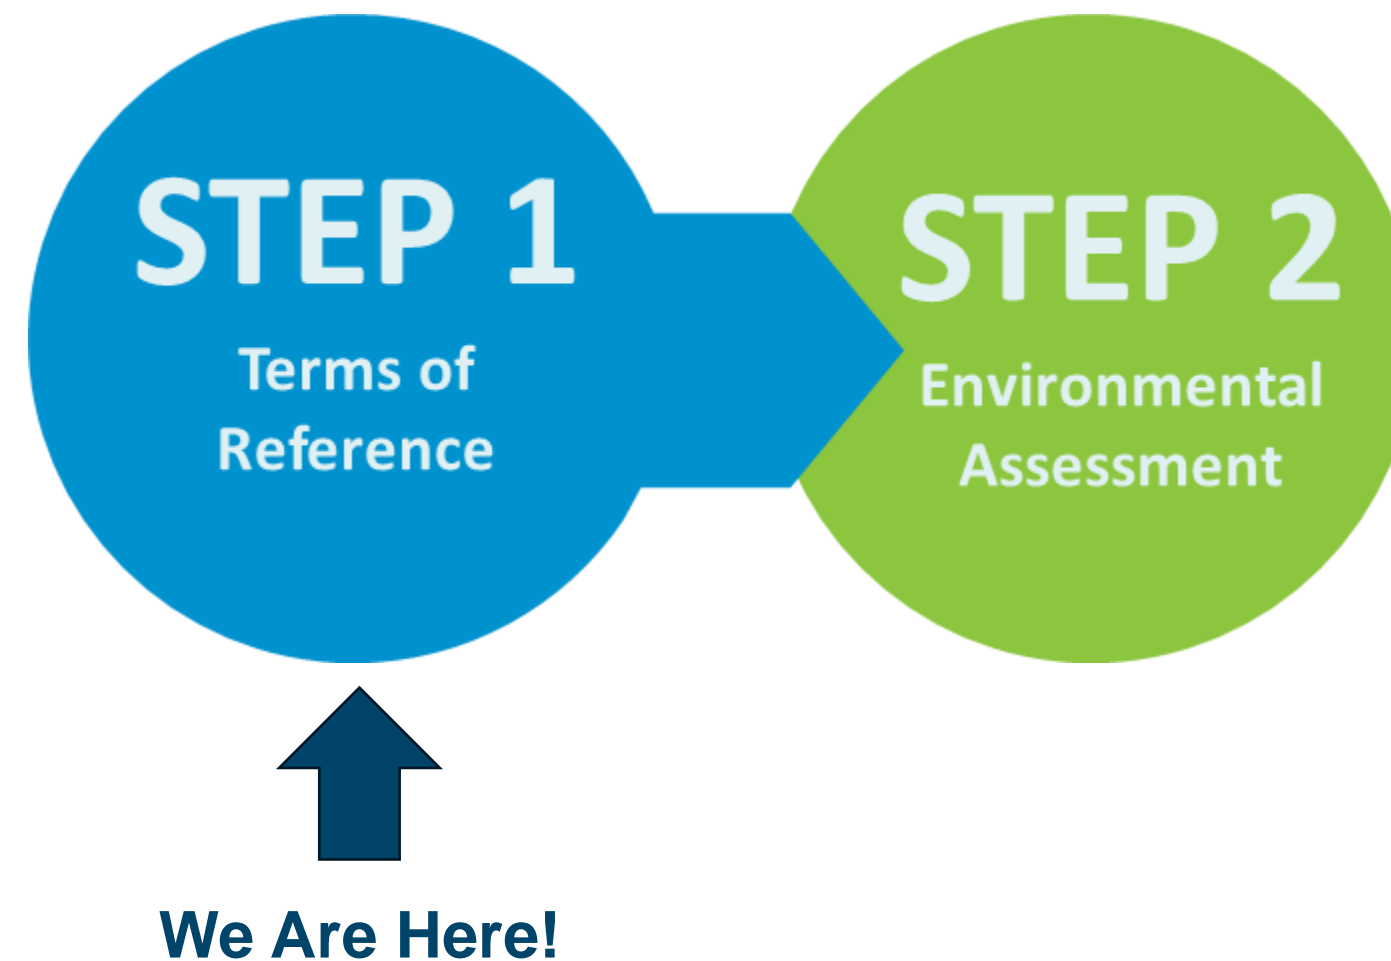 STEP 1
Terms of
Reference
STEP 2
Environmental
Assessment
We Are Here!